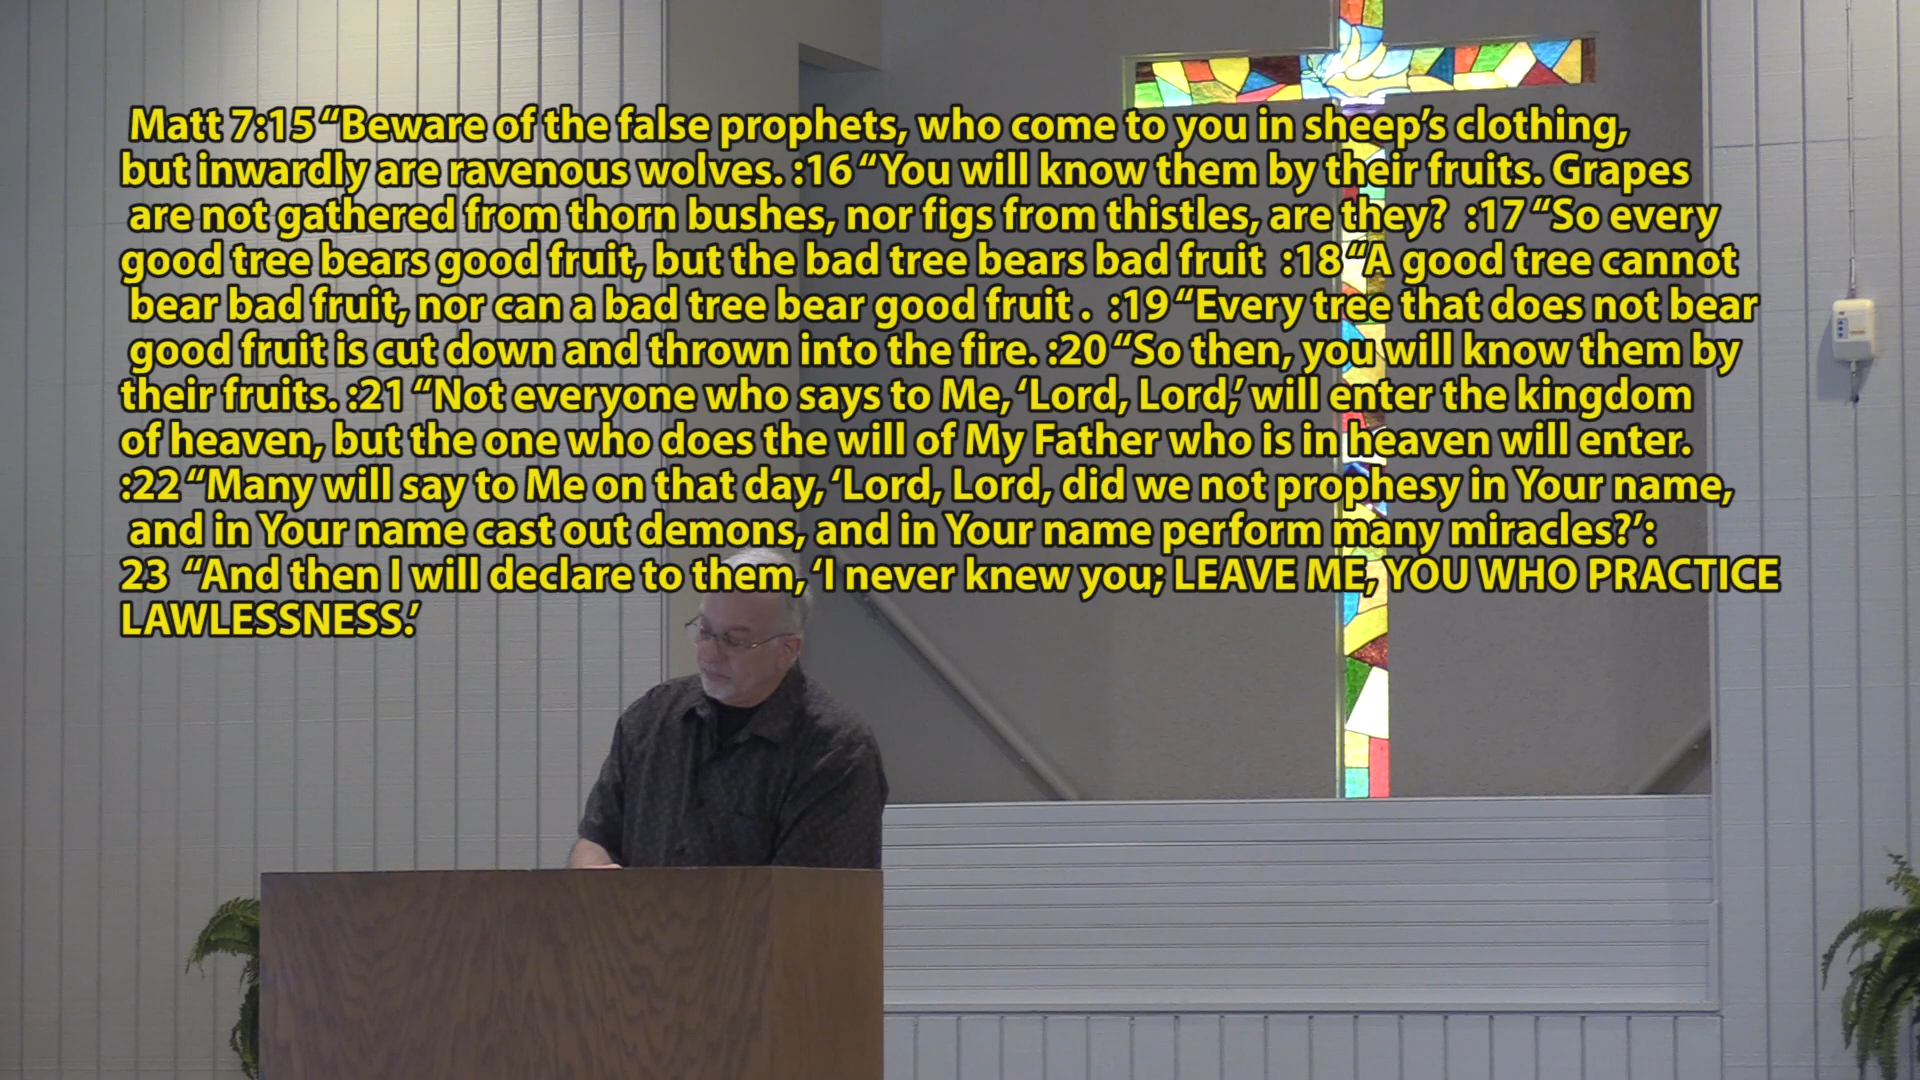 Matt 7:15 “Beware of the false prophets, who come to you in sheep’s clothing,
but inwardly are ravenous wolves. :16 “You will know them by their fruits. Grapes
are not gathered from thorn bushes, nor figs from thistles, are they? :17 “So every
good tree bears good fruit, but the bad tree bears bad fruit :18 “A good tree cannot
bear bad fruit, nor can a bad tree bear good fruit . :19 “Every tree that does not bear
good fruit is cut down and thrown into the fire. :20 “So then, you will know them by
their fruits. :21 “Not everyone who says to Me, ‘Lord, Lord,’ will enter the kingdom
of heaven, but the one who does the will of My Father who is in heaven will enter.
:22 “Many will say to Me on that day, ‘Lord, Lord, did we not prophesy in Your name,
and in Your name cast out demons, and in Your name perform many miracles?’:
23 “And then I will declare to them, ‘I never knew you; LEAVE ME, YOU WHO PRACTICE
LAWLESSNESS.’